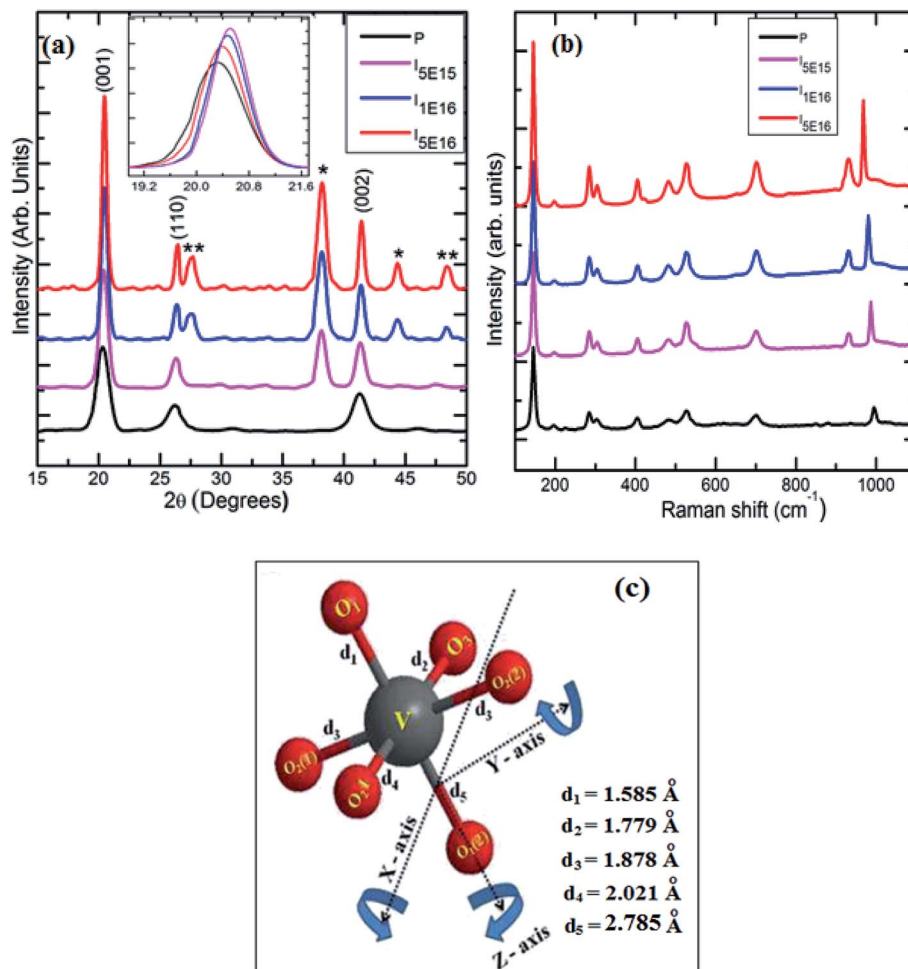 (a)
(001)
P
I5E15
I1E16
I5E16
19.2 20.0 20.8 21.6
(110)
**
*
(002)
*
**
Intensity (Arb. Units)
15 20 25 30 35 40 45 50
2θ (Degrees)
(b)
P
I5E15
I1E16
I5E16
Intensity (arb. units)
200 400 600 800 1000
Raman shift (cm-1)
(c)
O1
d1
O3
d2
O2(2)
d3
V
d3
O2(1)
d4
O21
d5
O1(2)
X - axis
Y - axis
Z - axis
d1 = 1.585 Å
d2 = 1.779 Å
d3 = 1.878 Å
d4 = 2.021 Å
d5 = 2.785 Å